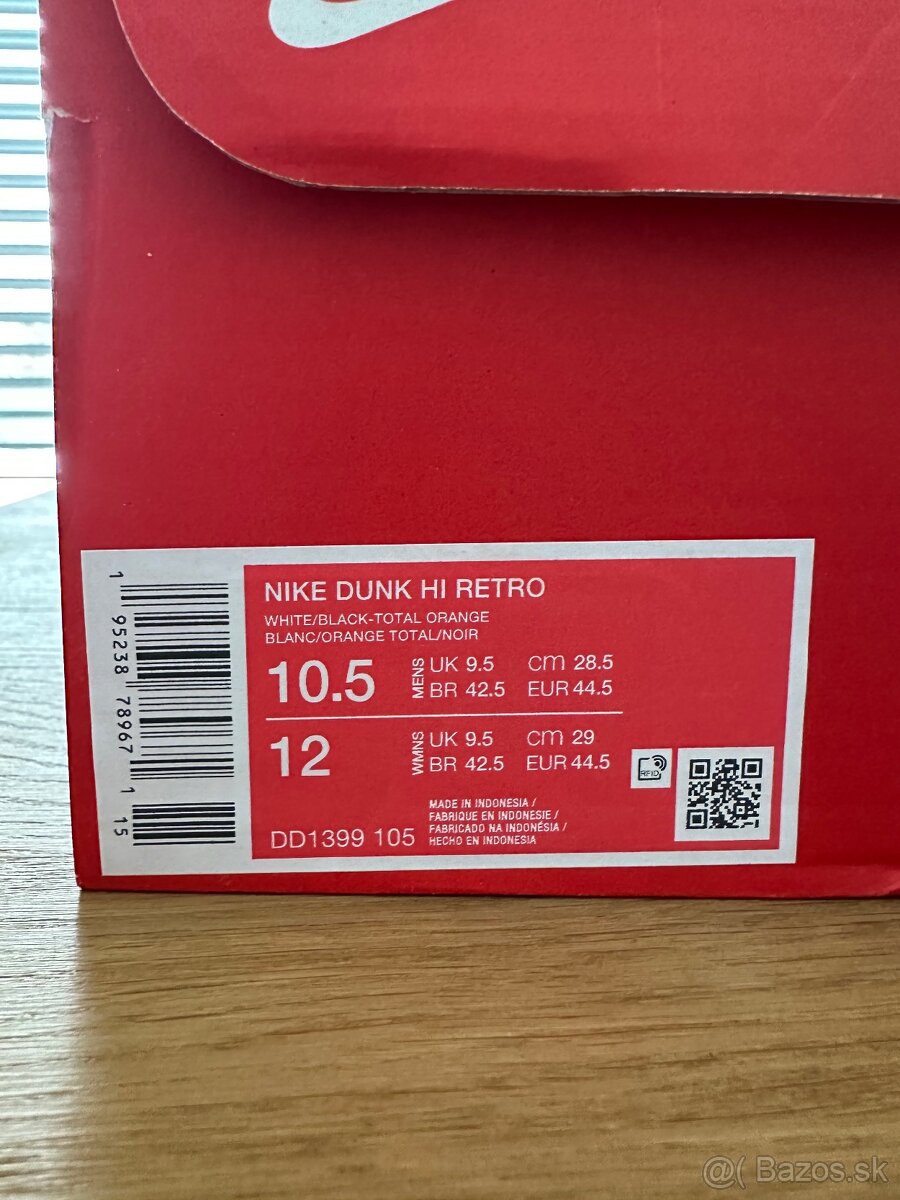 NIKE DUNK HI RETRO
WHITE/BLACK-TOTAL ORANGE
BLANC/ORANGE TOTAL/NOIR
10.5 MENS UK 9.5 CM 28.5
BR 42.5 EUR 44.5
12 WMNS UK 9.5 CM 29
BR 42.5 EUR 44.5
RFID
DD1399 105
MADE IN INDONESIA /
FABRIQUE EN INDONESIE /
FABRICADO NA INDONÉSIA /
HECHO EN INDONESIA
1 95238 78967 1 15
@( Bazos.sk